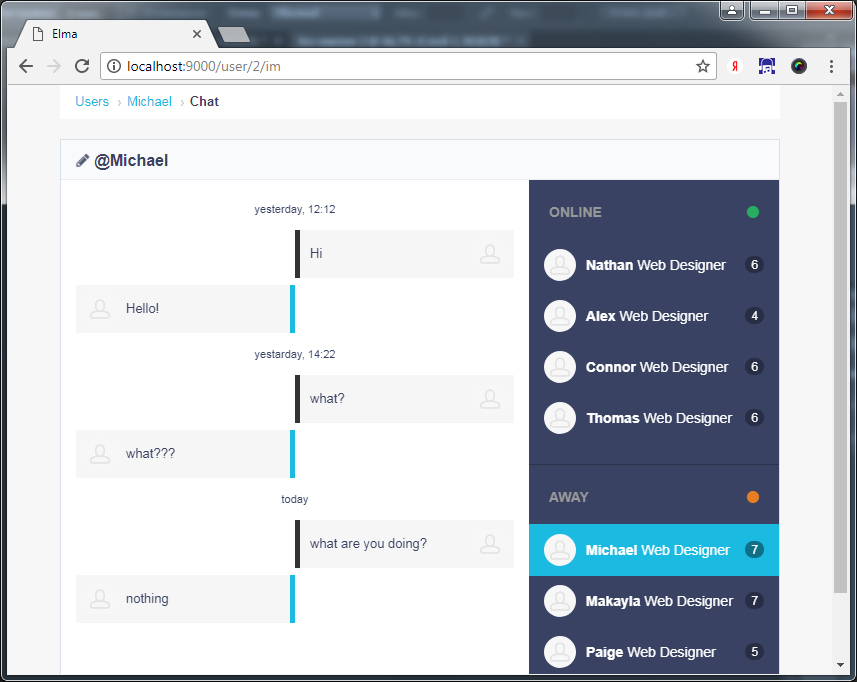 Elma
localhost:9000/user/2/im
Я
Users › Michael › Chat
@Michael
yesterday, 12:12
Hi
Hello!
yestarday, 14:22
what?
what???
today
what are you doing?
nothing
ONLINE
Nathan Web Designer 6
Alex Web Designer 4
Connor Web Designer 6
Thomas Web Designer 6
AWAY
Michael Web Designer 7
Makayla Web Designer 7
Paige Web Designer 5